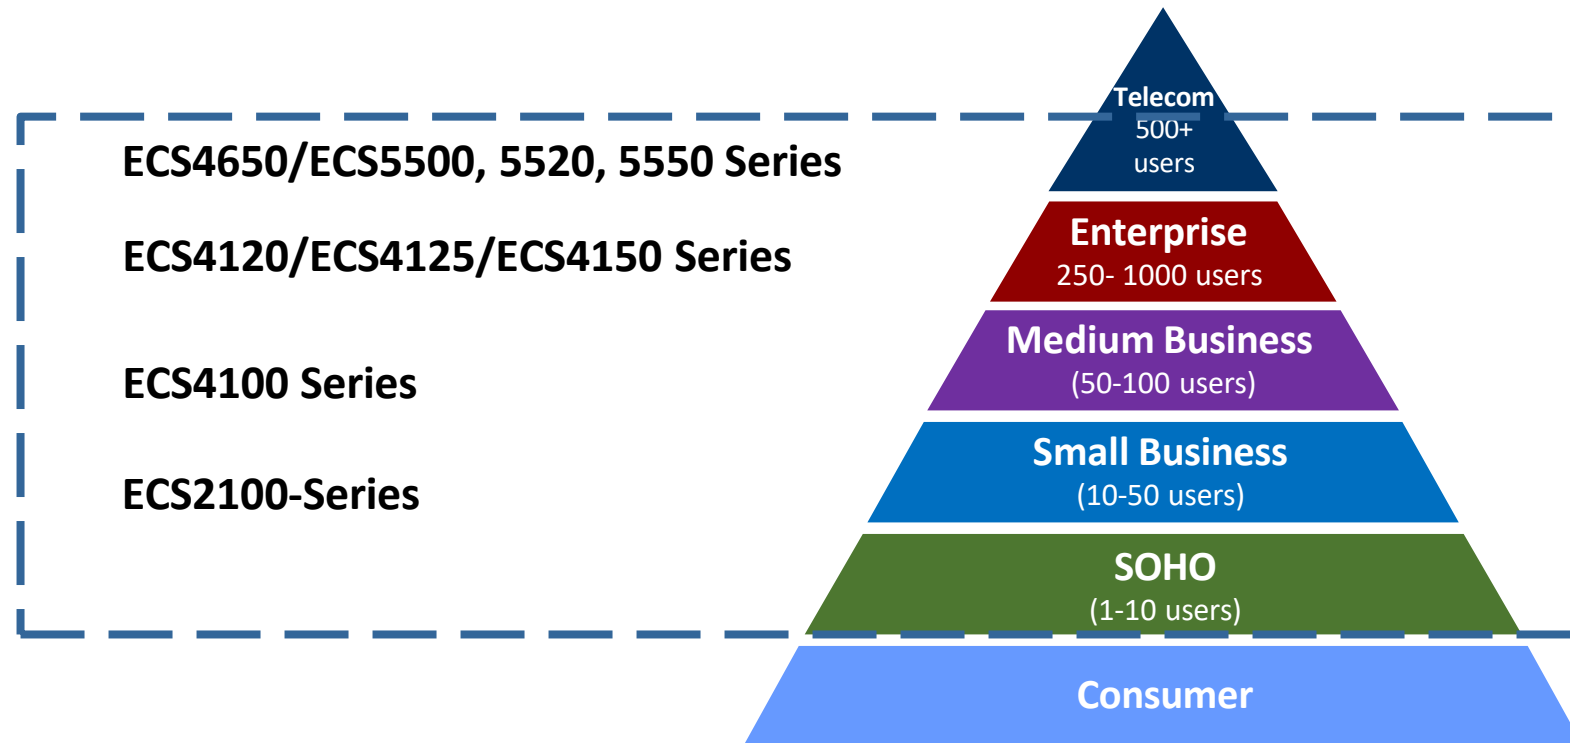 Telecom
500+
users
ECS4650/ECS5500, 5520, 5550 Series
Enterprise
250- 1000 users
ECS4120/ECS4125/ECS4150 Series
Medium Business
(50-100 users)
ECS4100 Series
Small Business
(10-50 users)
ECS2100-Series
SOHO
(1-10 users)
Consumer